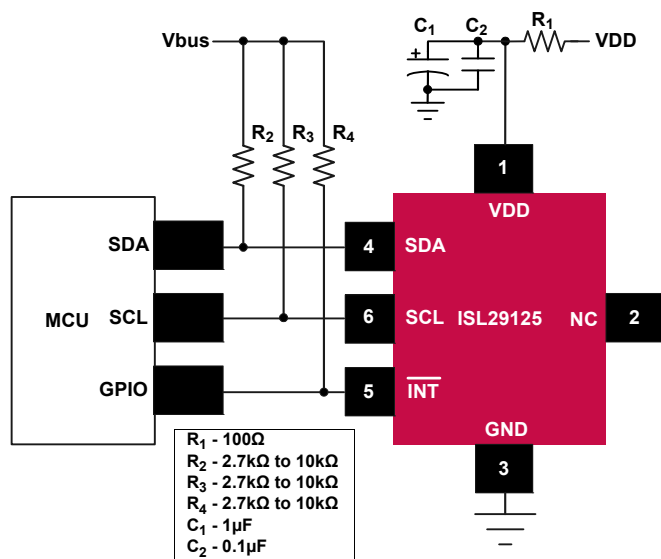 C1 C2 R1
Vbus
VDD
R2 R3 R4
1
VDD
SDA
4
SDA
MCU
SCL
6
SCL
ISL29125
NC
2
GPIO
5
INT
GND
3
R1 - 100Ω
R2 - 2.7kΩ to 10kΩ
R3 - 2.7kΩ to 10kΩ
R4 - 2.7kΩ to 10kΩ
C1 - 1µF
C2 - 0.1µF